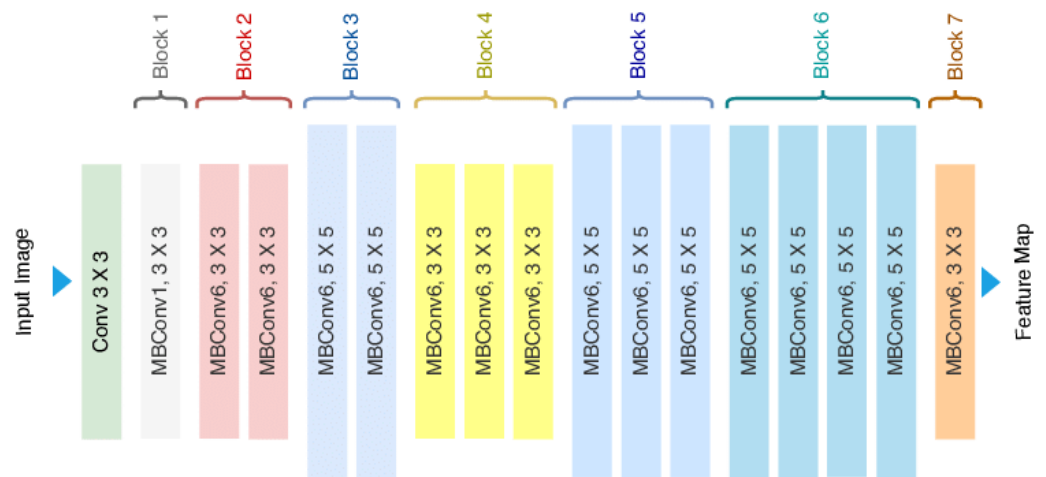 Block 1
Block 2
Block 3
Block 4
Block 5
Block 6
Block 7
Input Image
Conv 3 X 3
MBConv1, 3 X 3
MBConv6, 3 X 3
MBConv6, 3 X 3
MBConv6, 5 X 5
MBConv6, 5 X 5
MBConv6, 3 X 3
MBConv6, 3 X 3
MBConv6, 3 X 3
MBConv6, 5 X 5
MBConv6, 5 X 5
MBConv6, 5 X 5
MBConv6, 5 X 5
MBConv6, 5 X 5
MBConv6, 5 X 5
MBConv6, 5 X 5
MBConv6, 3 X 3
Feature Map